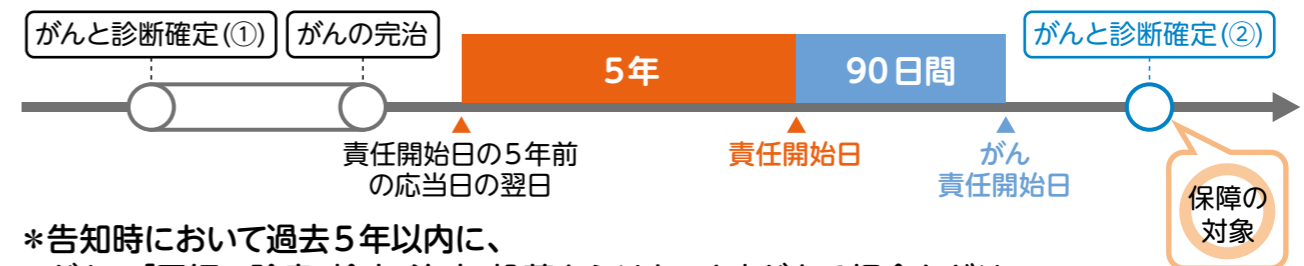 がんと診断確定(①)
がんの完治
5年
90日間
がんと診断確定(②)
責任開始日の5年前
の応当日の翌日
責任開始日
がん
責任開始日
保障の
対象
*告知時において過去5年以内に、